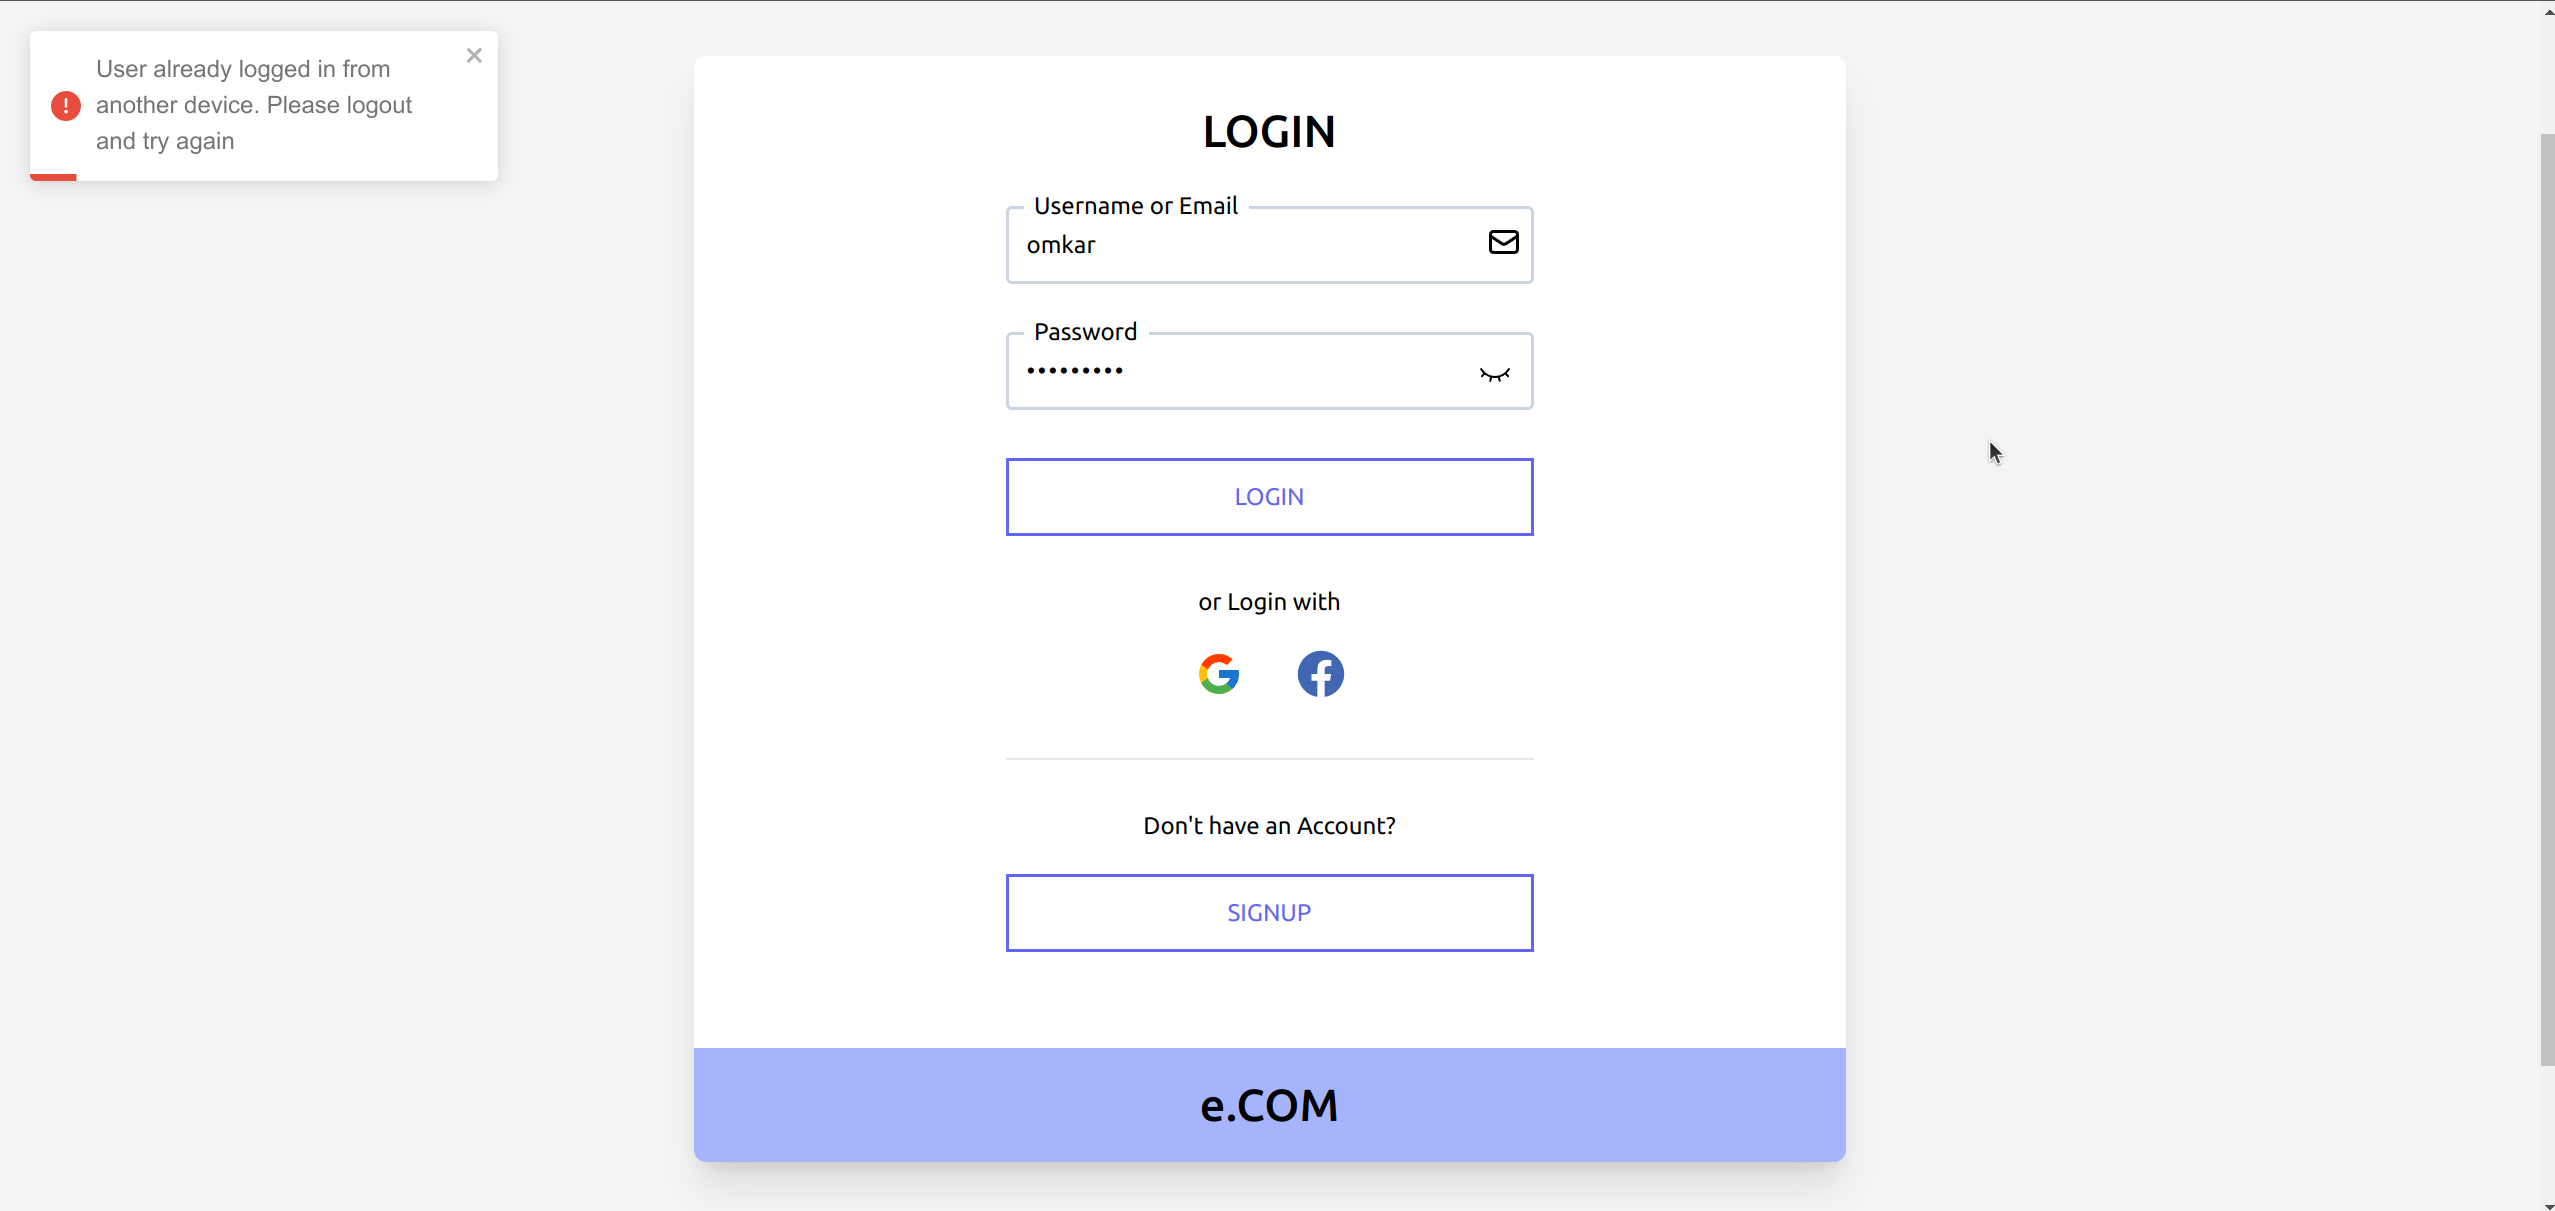 User already logged in from
another device. Please logout
and try again
LOGIN
Username or Email
omkar
Password
•••••••••
LOGIN
or Login with
Don't have an Account?
SIGNUP
e.COM